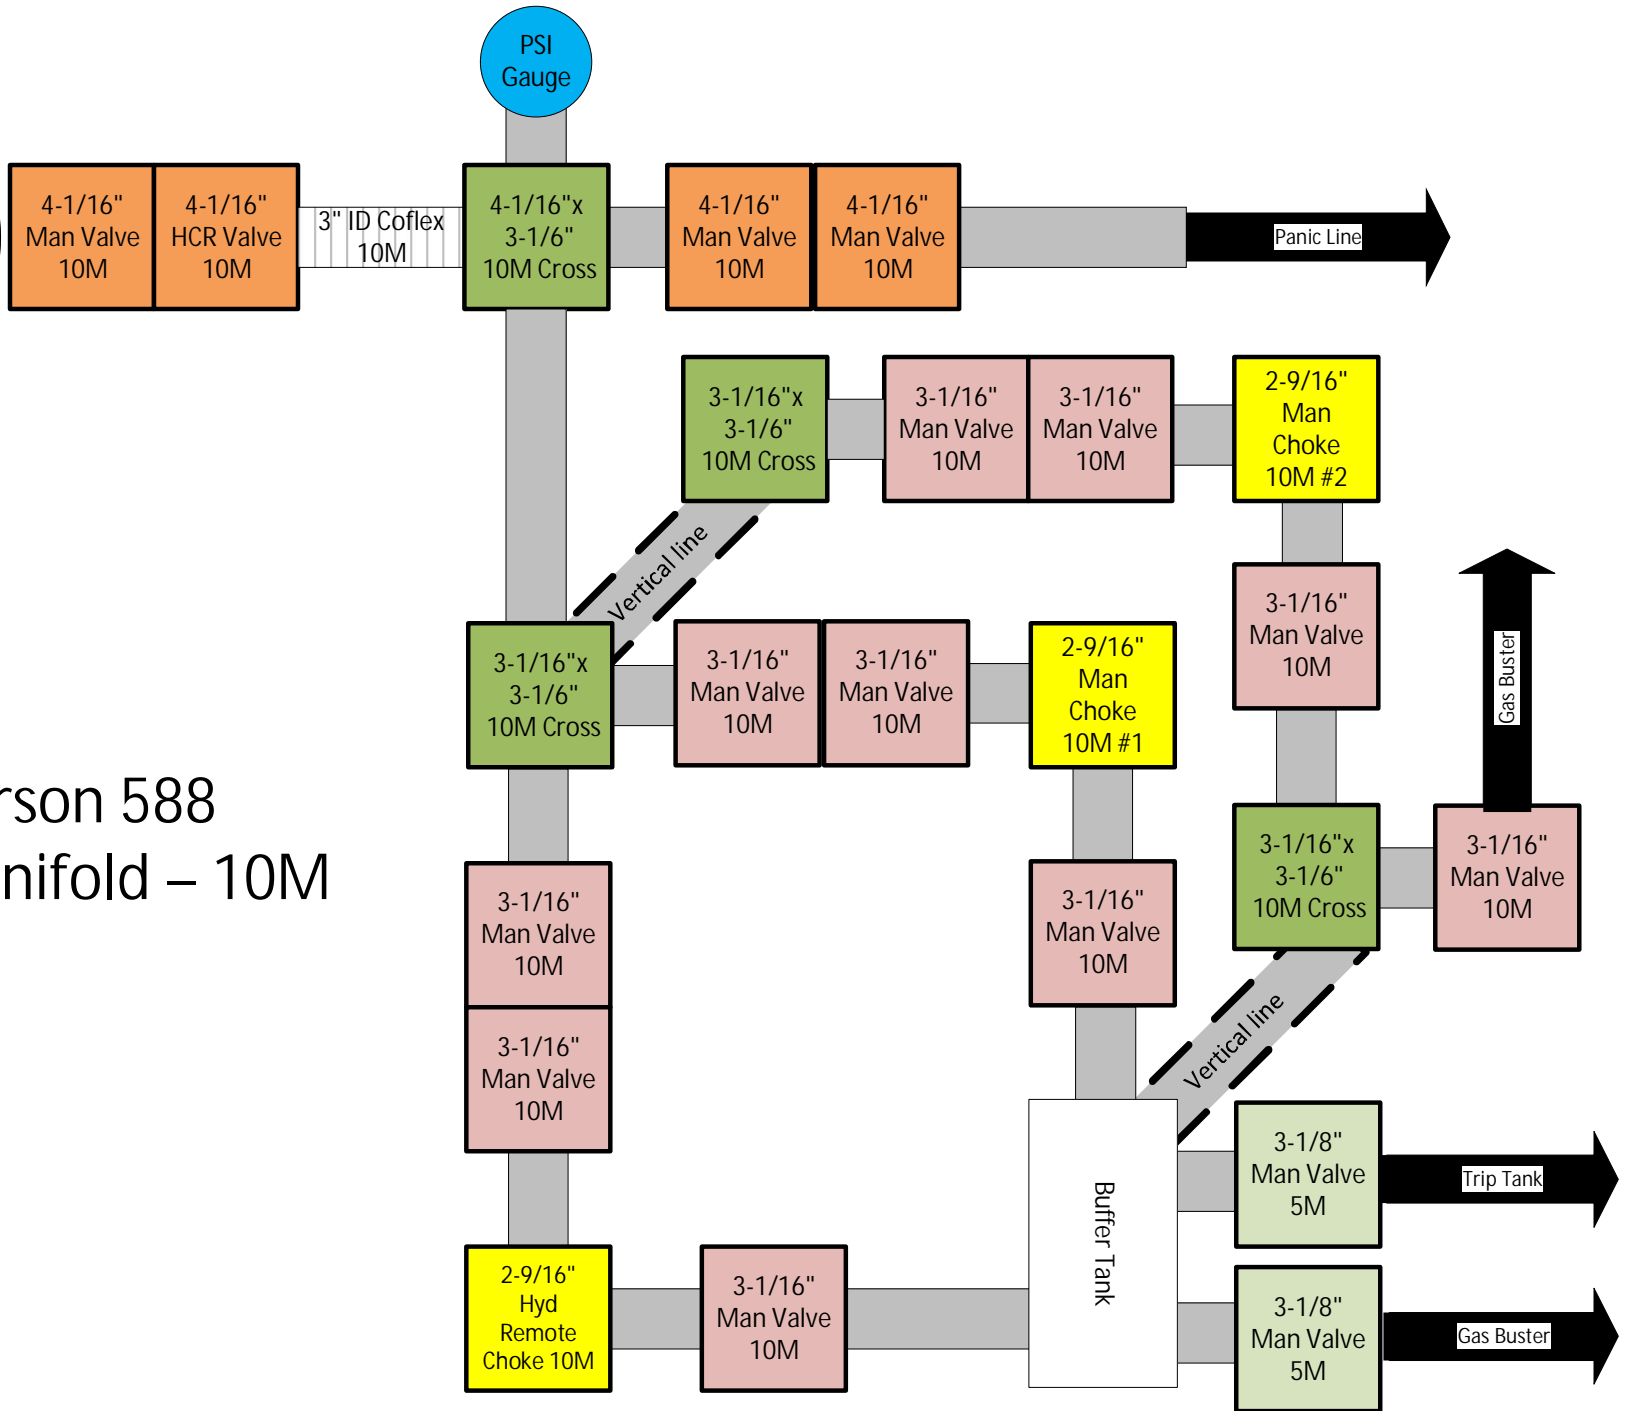 PSI
Gauge
4-1/16"
Man Valve
10M
4-1/16"
HCR Valve
10M
3" ID Coflex
10M
4-1/16"x
3-1/6"
10M Cross
4-1/16"
Man Valve
10M
4-1/16"
Man Valve
10M
Panic Line
3-1/16"x
3-1/6"
10M Cross
3-1/16"
Man Valve
10M
3-1/16"
Man Valve
10M
2-9/16"
Man
Choke
10M #2
Vertical line
3-1/16"
Man Valve
10M
Gas Buster
3-1/16"x
3-1/6"
10M Cross
3-1/16"
Man Valve
10M
3-1/16"
Man Valve
10M
2-9/16"
Man
Choke
10M #1
rson 588
nifold – 10M
3-1/16"
Man Valve
10M
3-1/16"
Man Valve
10M
3-1/16"x
3-1/6"
10M Cross
3-1/16"
Man Valve
10M
3-1/16"
Man Valve
10M
Vertical line
Buffer Tank
3-1/8"
Man Valve
5M
Trip Tank
2-9/16"
Hyd
Remote
Choke 10M
3-1/16"
Man Valve
10M
3-1/8"
Man Valve
5M
Gas Buster